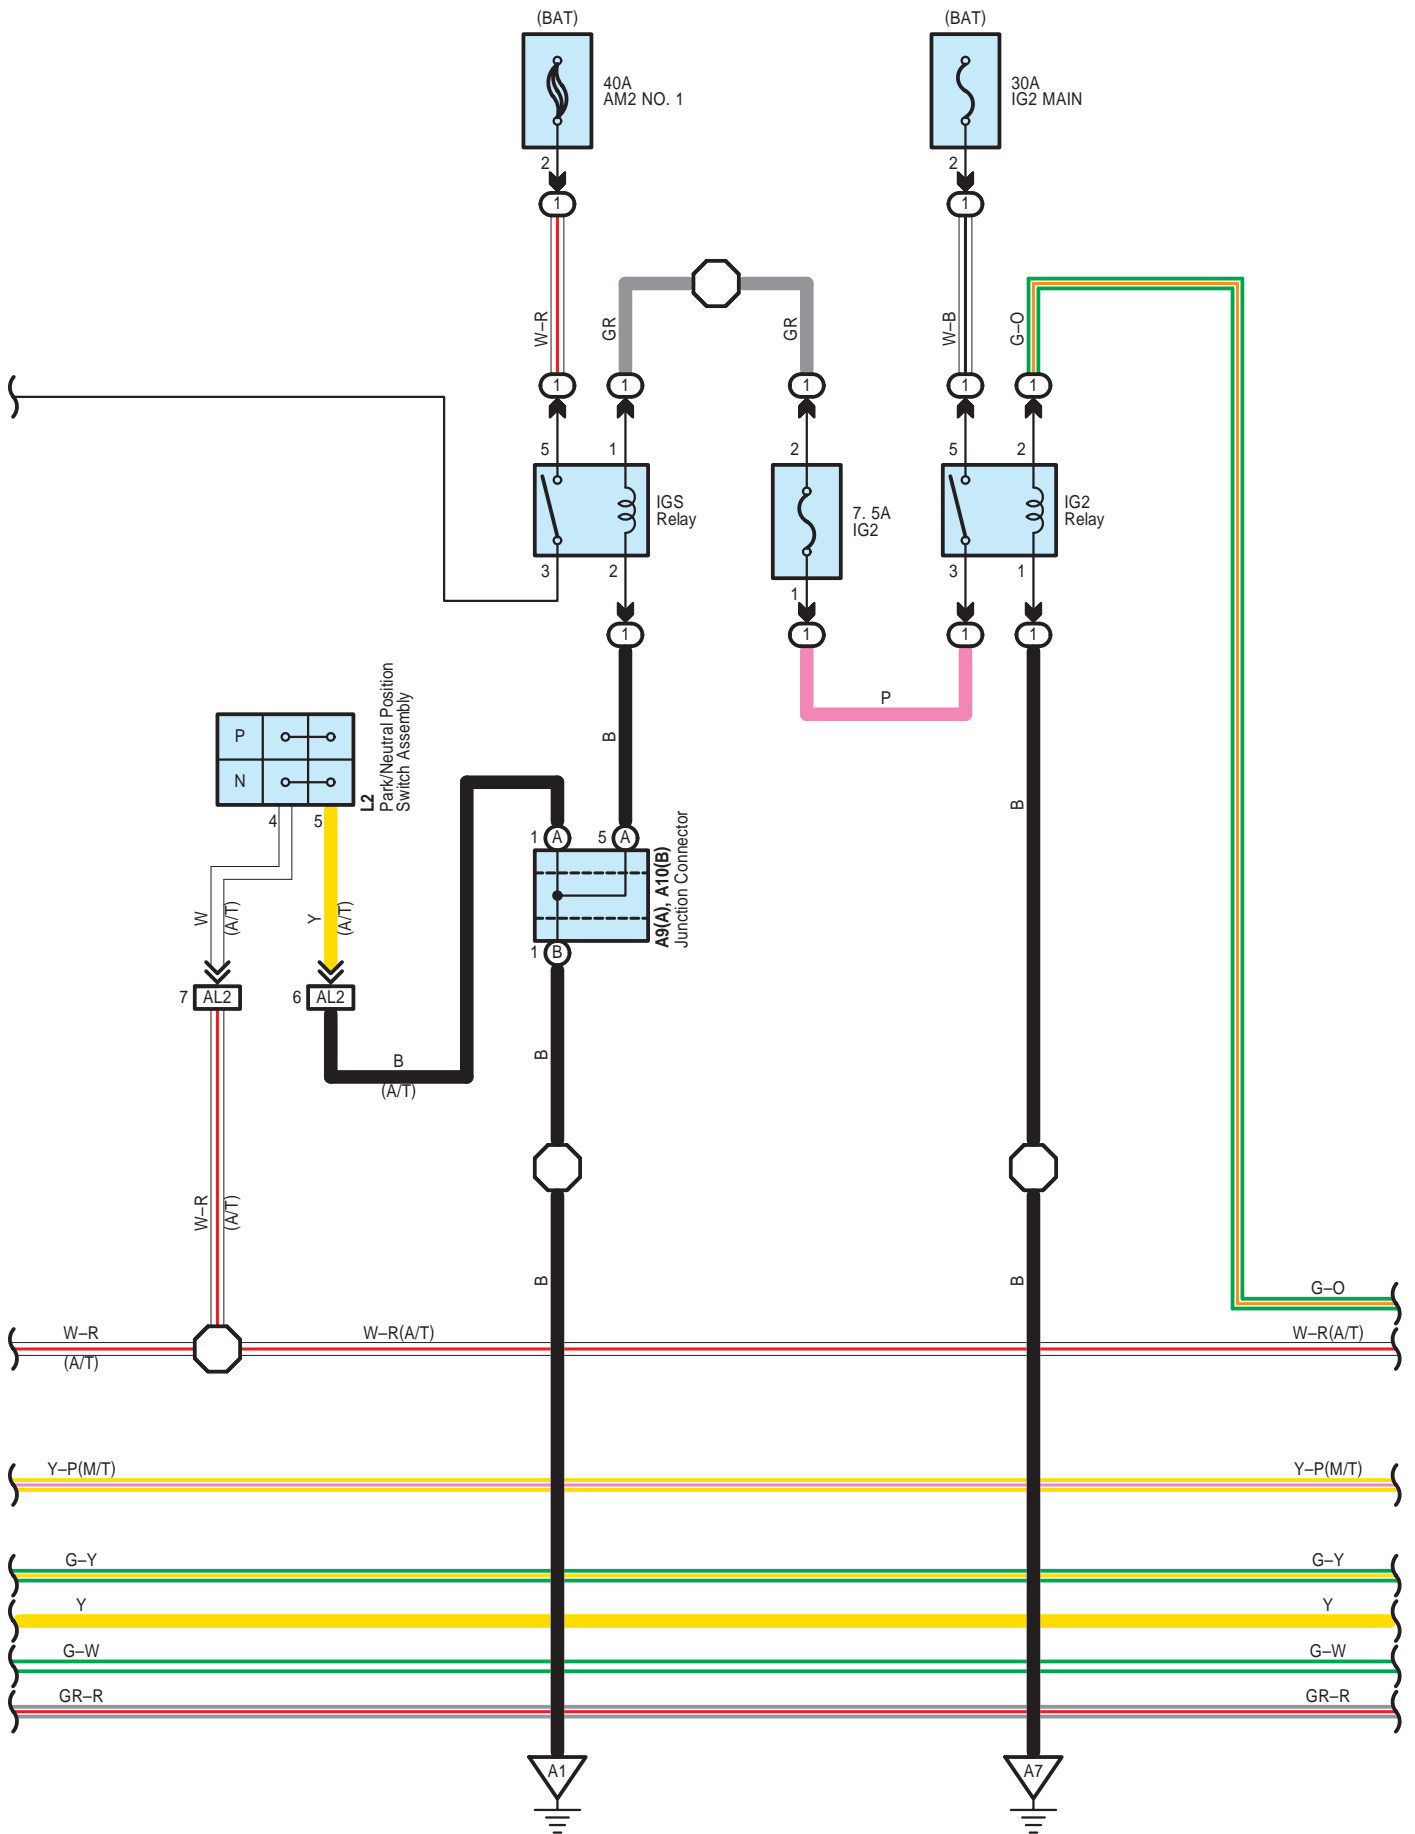 (BAT)
(BAT)
40A
AM2 NO. 1
30A
IG2 MAIN
2
2
1
1
W–R
GR
GR
W–B
G–O
1
1
1
1
1
5
1
2
5
2
IGS
Relay
7. 5A
IG2
IG2
Relay
3
2
1
3
1
1
1
1
1
P
B
B
P
N
L2
Park/Neutral Position
Switch Assembly
4
5
1
A
5
A
A9(A), A10(B)
Junction Connector
W
(A/T)
Y
(A/T)
1
B
7
AL2
6
AL2
B
B
(A/T)
W–R
(A/T)
B
B
G–O
W–R
(A/T)
W–R(A/T)
W–R(A/T)
Y–P(M/T)
Y–P(M/T)
G–Y
G–Y
Y
Y
G–W
G–W
GR–R
GR–R
A1
A7